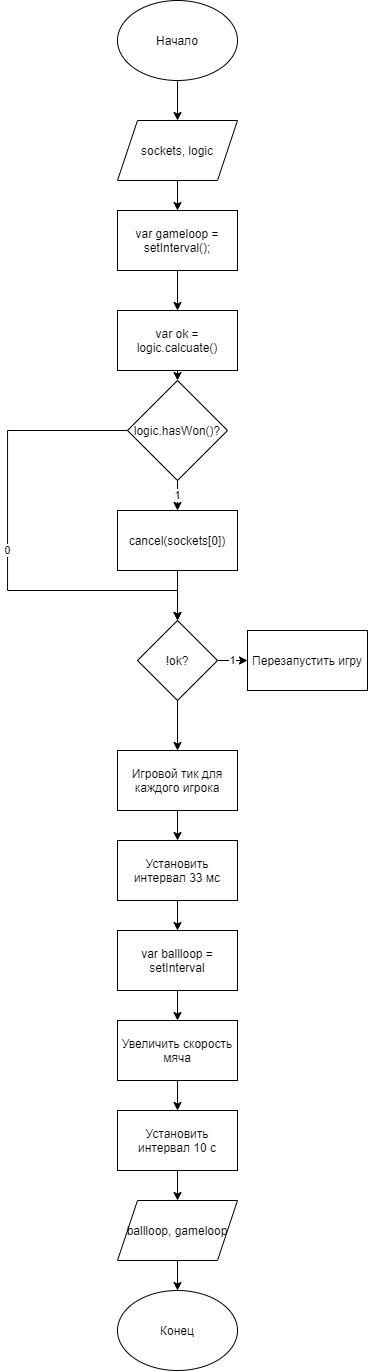 Начало
sockets, logic
var gameloop =
setInterval();
var ok =
logic.calcuate()
logic.hasWon()?
1
cancel(sockets[0])
0
!ok?
1
Перезапустить игру
Игровой тик для
каждого игрока
Установить
интервал 33 мс
var ballloop =
setInterval
Увеличить скорость
мяча
Установить
интервал 10 с
ballloop, gameloop
Конец